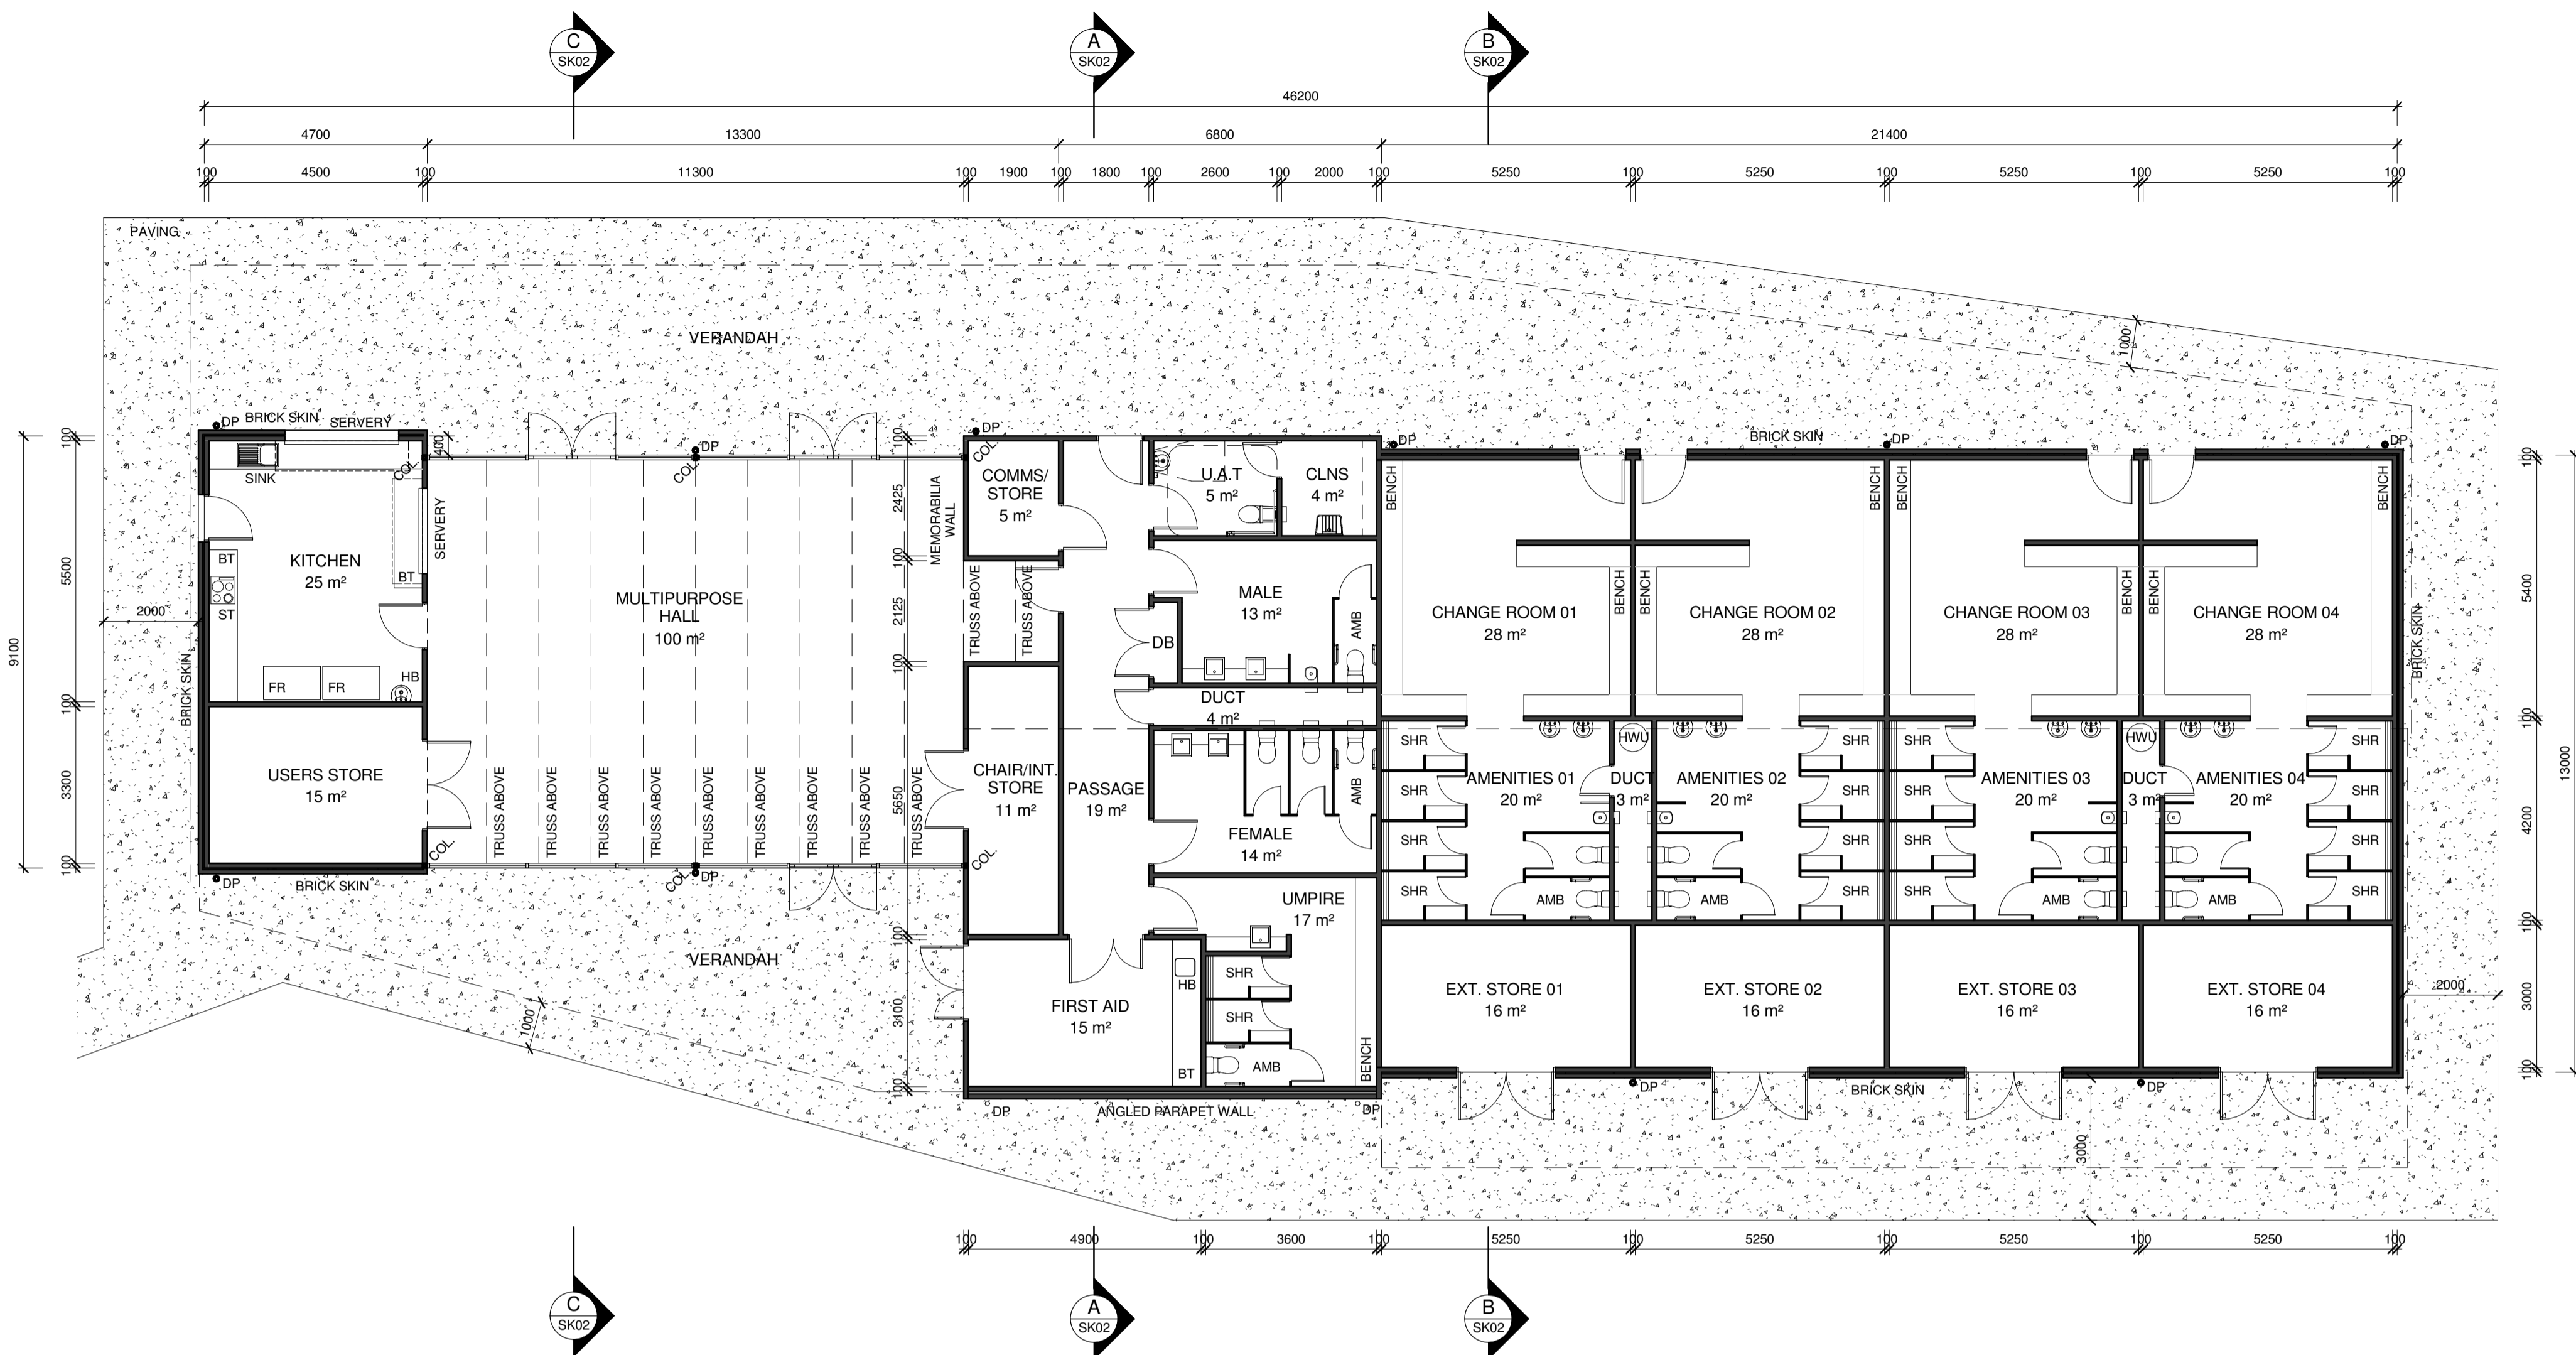 C
SK02
A
SK02
B
SK02
46200
4700
13300
6800
21400
100
4500
100
11300
100
1900
100
1800
100
2600
100
2000
100
5250
100
5250
100
5250
100
5250
100
PAVING
VERANDAH
1000
DP
BRICK SKIN
SERVERY
400
DP
COL.
DP
COL.
100
DP
BRICK SKIN
DP
DP
100
SINK
COL.
SERVERY
BT
BT
ST
KITCHEN
25 m²
FR
FR
HB
2000
BRICK SKIN
100
5500
100
3300
100
9100
USERS STORE
15 m²
DP
BRICK SKIN
MULTIPURPOSE
HALL
100 m²
TRUSS ABOVE
TRUSS ABOVE
TRUSS ABOVE
TRUSS ABOVE
TRUSS ABOVE
TRUSS ABOVE
TRUSS ABOVE
TRUSS ABOVE
TRUSS ABOVE
COL.
COL.
DP
COL.
2425
100
2125
100
5650
100
3400
100
MEMORABILIA
WALL
TRUSS ABOVE
TRUSS ABOVE
COMMS/
STORE
5 m²
U.A.T
5 m²
CLNS
4 m²
MALE
13 m²
AMB
DB
DUCT
4 m²
CHAIR/INT.
STORE
11 m²
PASSAGE
19 m²
FEMALE
14 m²
AMB
UMPIRE
17 m²
SHR
SHR
AMB
BENCH
FIRST AID
15 m²
HB
BT
VERANDAH
1000
DP
ANGLED PARAPET WALL
DP
BENCH
BENCH
BENCH
BENCH
BENCH
BENCH
BENCH
BENCH
CHANGE ROOM 01
28 m²
CHANGE ROOM 02
28 m²
CHANGE ROOM 03
28 m²
CHANGE ROOM 04
28 m²
BRICK SKIN
5400
100
4200
100
3000
100
13000
SHR
SHR
SHR
SHR
AMENITIES 01
20 m²
AMB
HWU
DUCT
3 m²
AMENITIES 02
20 m²
AMB
SHR
SHR
SHR
SHR
SHR
SHR
SHR
SHR
AMENITIES 03
20 m²
AMB
HWU
DUCT
3 m²
AMENITIES 04
20 m²
AMB
SHR
SHR
SHR
SHR
EXT. STORE 01
16 m²
EXT. STORE 02
16 m²
EXT. STORE 03
16 m²
EXT. STORE 04
16 m²
2000
DP
BRICK SKIN
DP
3000
100
4900
100
3600
100
5250
100
5250
100
5250
100
5250
100
C
SK02
A
SK02
B
SK02